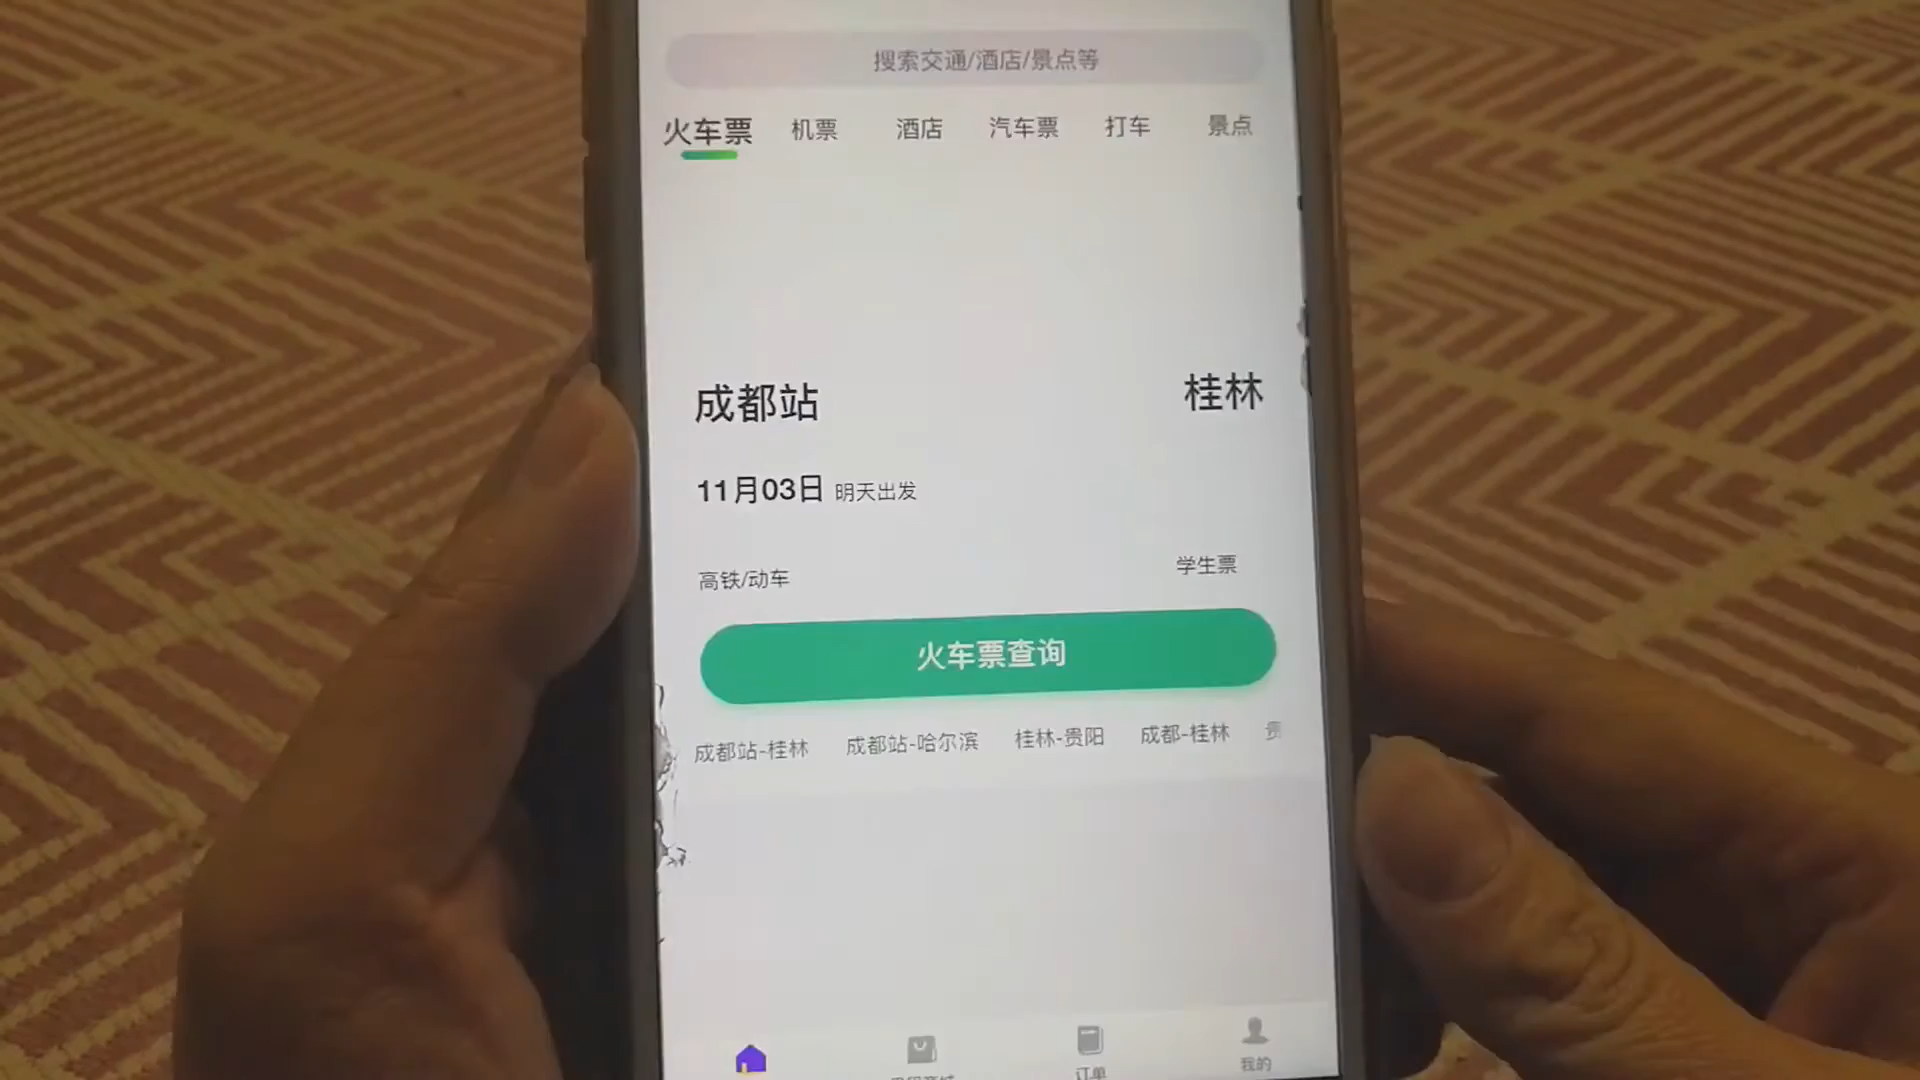 搜索交通/酒店/景点等
火车票 机票 酒店 汽车票 打车 景点
成都站 桂林
11月03日 明天出发
高铁/动车 学生票
火车票查询
成都站-桂林 成都站-哈尔滨 桂林-贵阳 成都-桂林
订单 我的